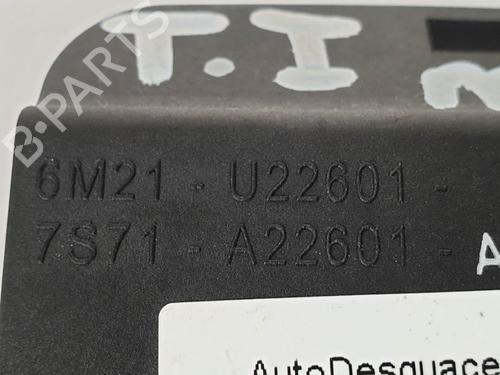 T.I
B-PARTS
6M21 - U22601 -
7S71 - A22601 - A
AutoDesguace